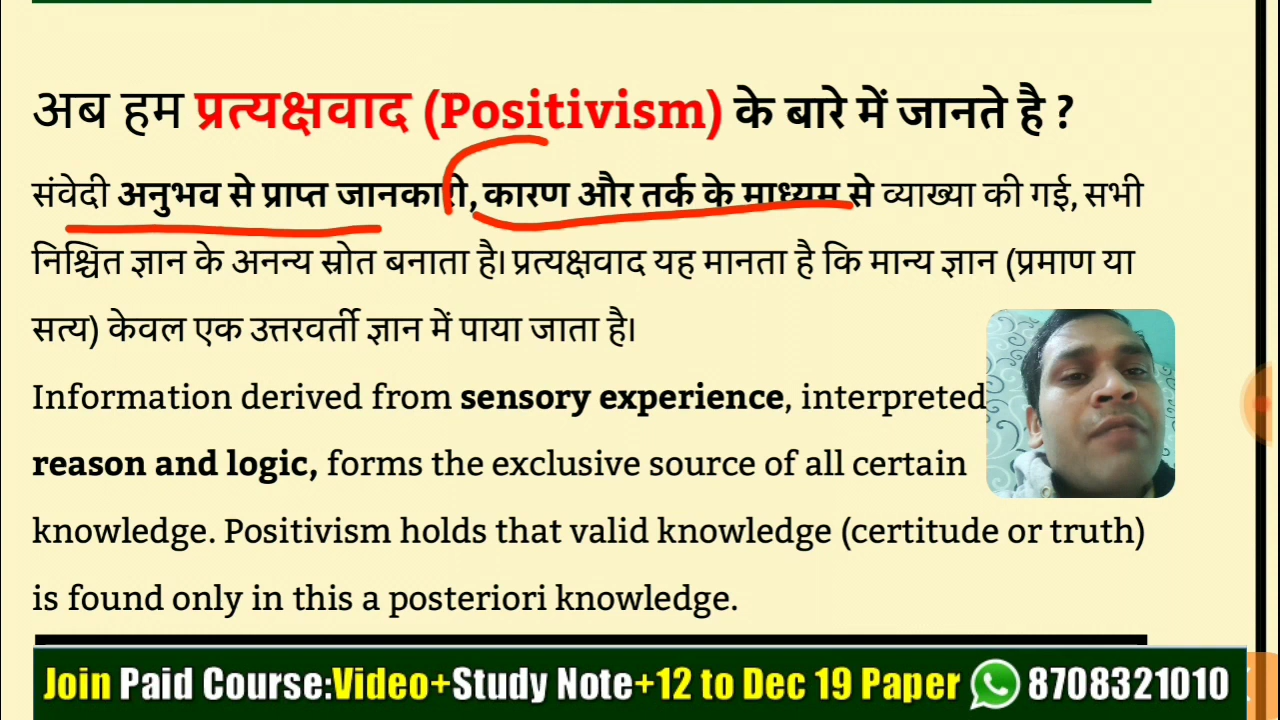 अब हम प्रत्यक्षवाद (Positivism) के बारे में जानते है ?
संवेदी अनुभव से प्राप्त जानकारी, कारण और तर्क के माध्यम से व्याख्या की गई, सभी
निश्चित ज्ञान के अनन्य स्रोत बनाता है। प्रत्यक्षवाद यह मानता है कि मान्य ज्ञान (प्रमाण या
सत्य) केवल एक उत्तरवर्ती ज्ञान में पाया जाता है।
Information derived from sensory experience, interpreted
reason and logic, forms the exclusive source of all certain
knowledge. Positivism holds that valid knowledge (certitude or truth)
is found only in this a posteriori knowledge.
Join Paid Course:Video+Study Note+12 to Dec 19 Paper 8708321010